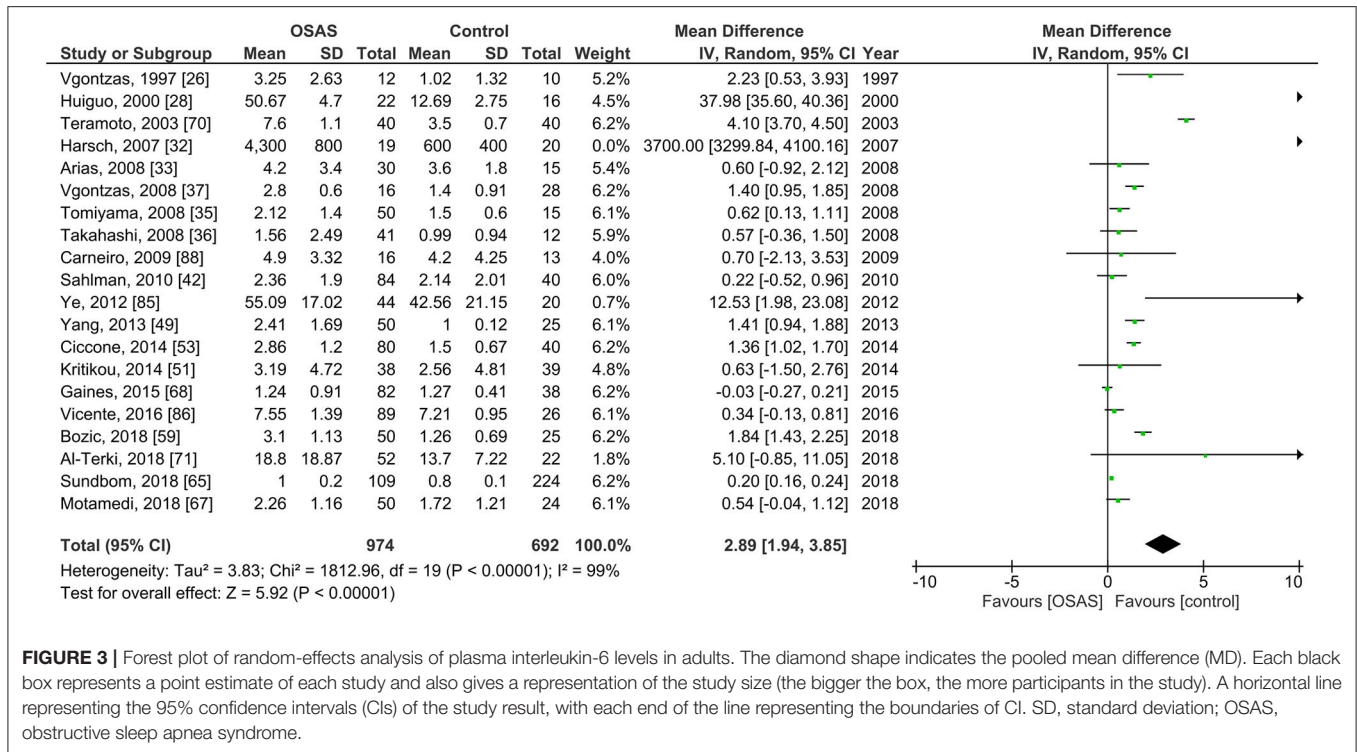 OSAS Control Mean Difference Mean Difference
Study or Subgroup Mean SD Total Mean SD Total Weight IV, Random, 95% CI Year IV, Random, 95% CI
Vgontzas, 1997 [26] 3.25 2.63 12 1.02 1.32 10 5.2% 2.23 [0.53, 3.93] 1997
Huiguo, 2000 [28] 50.67 4.7 22 12.69 2.75 16 4.5% 37.98 [35.60, 40.36] 2000
Teramoto, 2003 [70] 7.6 1.1 40 3.5 0.7 40 6.2% 4.10 [3.70, 4.50] 2003
Harsch, 2007 [32] 4,300 800 19 600 400 20 0.0% 3700.00 [3299.84, 4100.16] 2007
Arias, 2008 [33] 4.2 3.4 30 3.6 1.8 15 5.4% 0.60 [-0.92, 2.12] 2008
Vgontzas, 2008 [37] 2.8 0.6 16 1.4 0.91 28 6.2% 1.40 [0.95, 1.85] 2008
Tomiyama, 2008 [35] 2.12 1.4 50 1.5 0.6 15 6.1% 0.62 [0.13, 1.11] 2008
Takahashi, 2008 [36] 1.56 2.49 41 0.99 0.94 12 5.9% 0.57 [-0.36, 1.50] 2008
Carneiro, 2009 [88] 4.9 3.32 16 4.2 4.25 13 4.0% 0.70 [-2.13, 3.53] 2009
Sahlman, 2010 [42] 2.36 1.9 84 2.14 2.01 40 6.0% 0.22 [-0.52, 0.96] 2010
Ye, 2012 [85] 55.09 17.02 44 42.56 21.15 20 0.7% 12.53 [1.98, 23.08] 2012
Yang, 2013 [49] 2.41 1.69 50 1 0.12 25 6.1% 1.41 [0.94, 1.88] 2013
Ciccone, 2014 [53] 2.86 1.2 80 1.5 0.67 40 6.2% 1.36 [1.02, 1.70] 2014
Kritikou, 2014 [51] 3.19 4.72 38 2.56 4.81 39 4.8% 0.63 [-1.50, 2.76] 2014
Gaines, 2015 [68] 1.24 0.91 82 1.27 0.41 38 6.2% -0.03 [-0.27, 0.21] 2015
Vicente, 2016 [86] 7.55 1.39 89 7.21 0.95 26 6.1% 0.34 [-0.13, 0.81] 2016
Bozic, 2018 [59] 3.1 1.13 50 1.26 0.69 25 6.2% 1.84 [1.43, 2.25] 2018
Al-Terki, 2018 [71] 18.8 18.87 52 13.7 7.22 22 1.8% 5.10 [-0.85, 11.05] 2018
Sundbom, 2018 [65] 1 0.2 109 0.8 0.1 224 6.2% 0.20 [0.16, 0.24] 2018
Motamedi, 2018 [67] 2.26 1.16 50 1.72 1.21 24 6.1% 0.54 [-0.04, 1.12] 2018
Total (95% CI) 974 692 100.0% 2.89 [1.94, 3.85]
Heterogeneity: Tau² = 3.83; Chi² = 1812.96, df = 19 (P < 0.00001); I² = 99%
Test for overall effect: Z = 5.92 (P < 0.00001)
-10 -5 0 5 10
Favours [OSAS] Favours [control]
FIGURE 3 | Forest plot of random-effects analysis of plasma interleukin-6 levels in adults. The diamond shape indicates the pooled mean difference (MD). Each black
box represents a point estimate of each study and also gives a representation of the study size (the bigger the box, the more participants in the study). A horizontal line
representing the 95% confidence intervals (CIs) of the study result, with each end of the line representing the boundaries of CI. SD, standard deviation; OSAS,
obstructive sleep apnea syndrome.